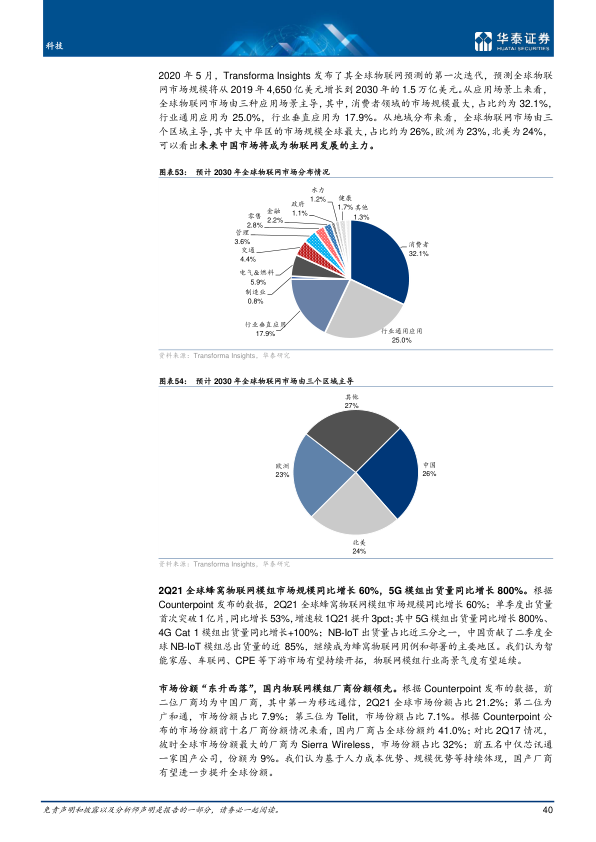 科技
华泰证券
HUATAI SECURITIES
2020 年 5 月，Transforma Insights 发布了其全球物联网预测的第一次迭代，预测全球物联
网市场规模将从 2019 年 4,650 亿美元增长到 2030 年的 1.5 万亿美元。从应用场景上来看，
全球物联网市场由三种应用场景主导，其中，消费者领域的市场规模最大，占比约为 32.1%，
行业通用应用为 25.0%，行业垂直应用为 17.9%。从地域分布来看，全球物联网市场由三
个区域主导，其中大中华区的市场规模全球最大，占比约为 26%，欧洲为 23%，北美为 24%，
可以看出未来中国市场将成为物联网发展的主力。
图表53： 预计 2030 年全球物联网市场分布情况
水力
1.2%
健康
1.7%
其他
1.3%
政府
1.1%
金融
2.2%
零售
2.8%
管理
3.6%
交通
4.4%
电气&燃料
5.9%
制造业
0.8%
行业垂直应用
17.9%
消费者
32.1%
行业通用应用
25.0%
资料来源：Transforma Insights，华泰研究
图表54： 预计 2030 年全球物联网市场由三个区域主导
其他
27%
欧洲
23%
中国
26%
北美
24%
资料来源：Transforma Insights，华泰研究
2Q21 全球蜂窝物联网模组市场规模同比增长 60%，5G 模组出货量同比增长 800%。根据
Counterpoint 发布的数据，2Q21 全球蜂窝物联网模组市场规模同比增长 60%；单季度出货量
首次突破 1 亿片，同比增长 53%，增速较 1Q21 提升 3pct；其中 5G 模组出货量同比增长 800%、
4G Cat 1 模组出货量同比增长+100%；NB-IoT 出货量占比近三分之一，中国贡献了二季度全
球 NB-IoT 模组总出货量的近 85%，继续成为蜂窝物联网用例和部署的主要地区。我们认为智
能家居、车联网、CPE 等下游市场有望持续开拓，物联网模组行业高景气度有望延续。
市场份额“东升西落”，国内物联网模组厂商份额领先。根据 Counterpoint 发布的数据，前
二位厂商均为中国厂商，其中第一为移远通信，2Q21 全球市场份额占比 21.2%；第二位为
广和通，市场份额占比 7.9%；第三位为 Telit，市场份额占比 7.1%。根据 Counterpoint 公
布的市场份额前十名厂商份额情况来看，国内厂商占全球份额约 41.0%；对比 2Q17 情况，
彼时全球市场份额最大的厂商为 Sierra Wireless，市场份额占比 32%；前五名中仅芯讯通
一家国产公司，份额为 9%。我们认为基于人力成本优势、规模优势等持续体现，国产厂商
有望进一步提升全球份额。
免责声明和披露以及分析师声明是报告的一部分，请务必一起阅读。
40